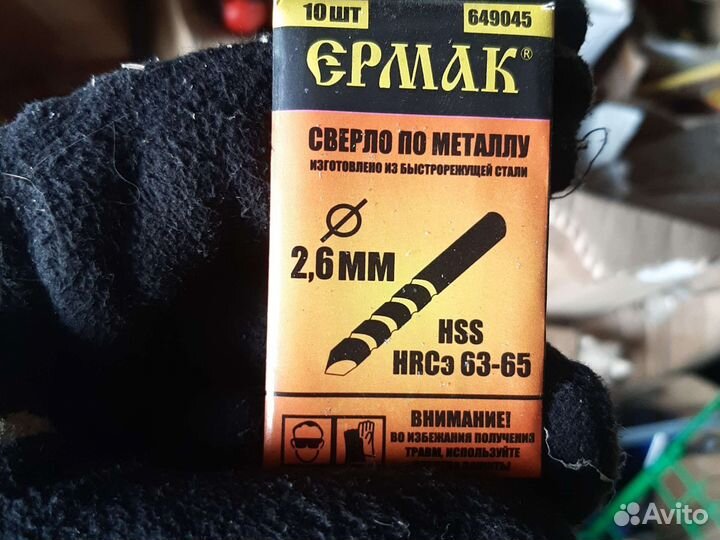 10 ШТ 649045
ЕРМАК®
СВЕРЛО ПО МЕТАЛЛУ
ИЗГОТОВЛЕНО ИЗ БЫСТРОРЕЖУЩЕЙ СТАЛИ
2,6 ММ
HSS
HRCэ 63-65
ВНИМАНИЕ!
ВО ИЗБЕЖАНИЯ ПОЛУЧЕНИЯ
ТРАВМ, ИСПОЛЬЗУЙТЕ
Avito